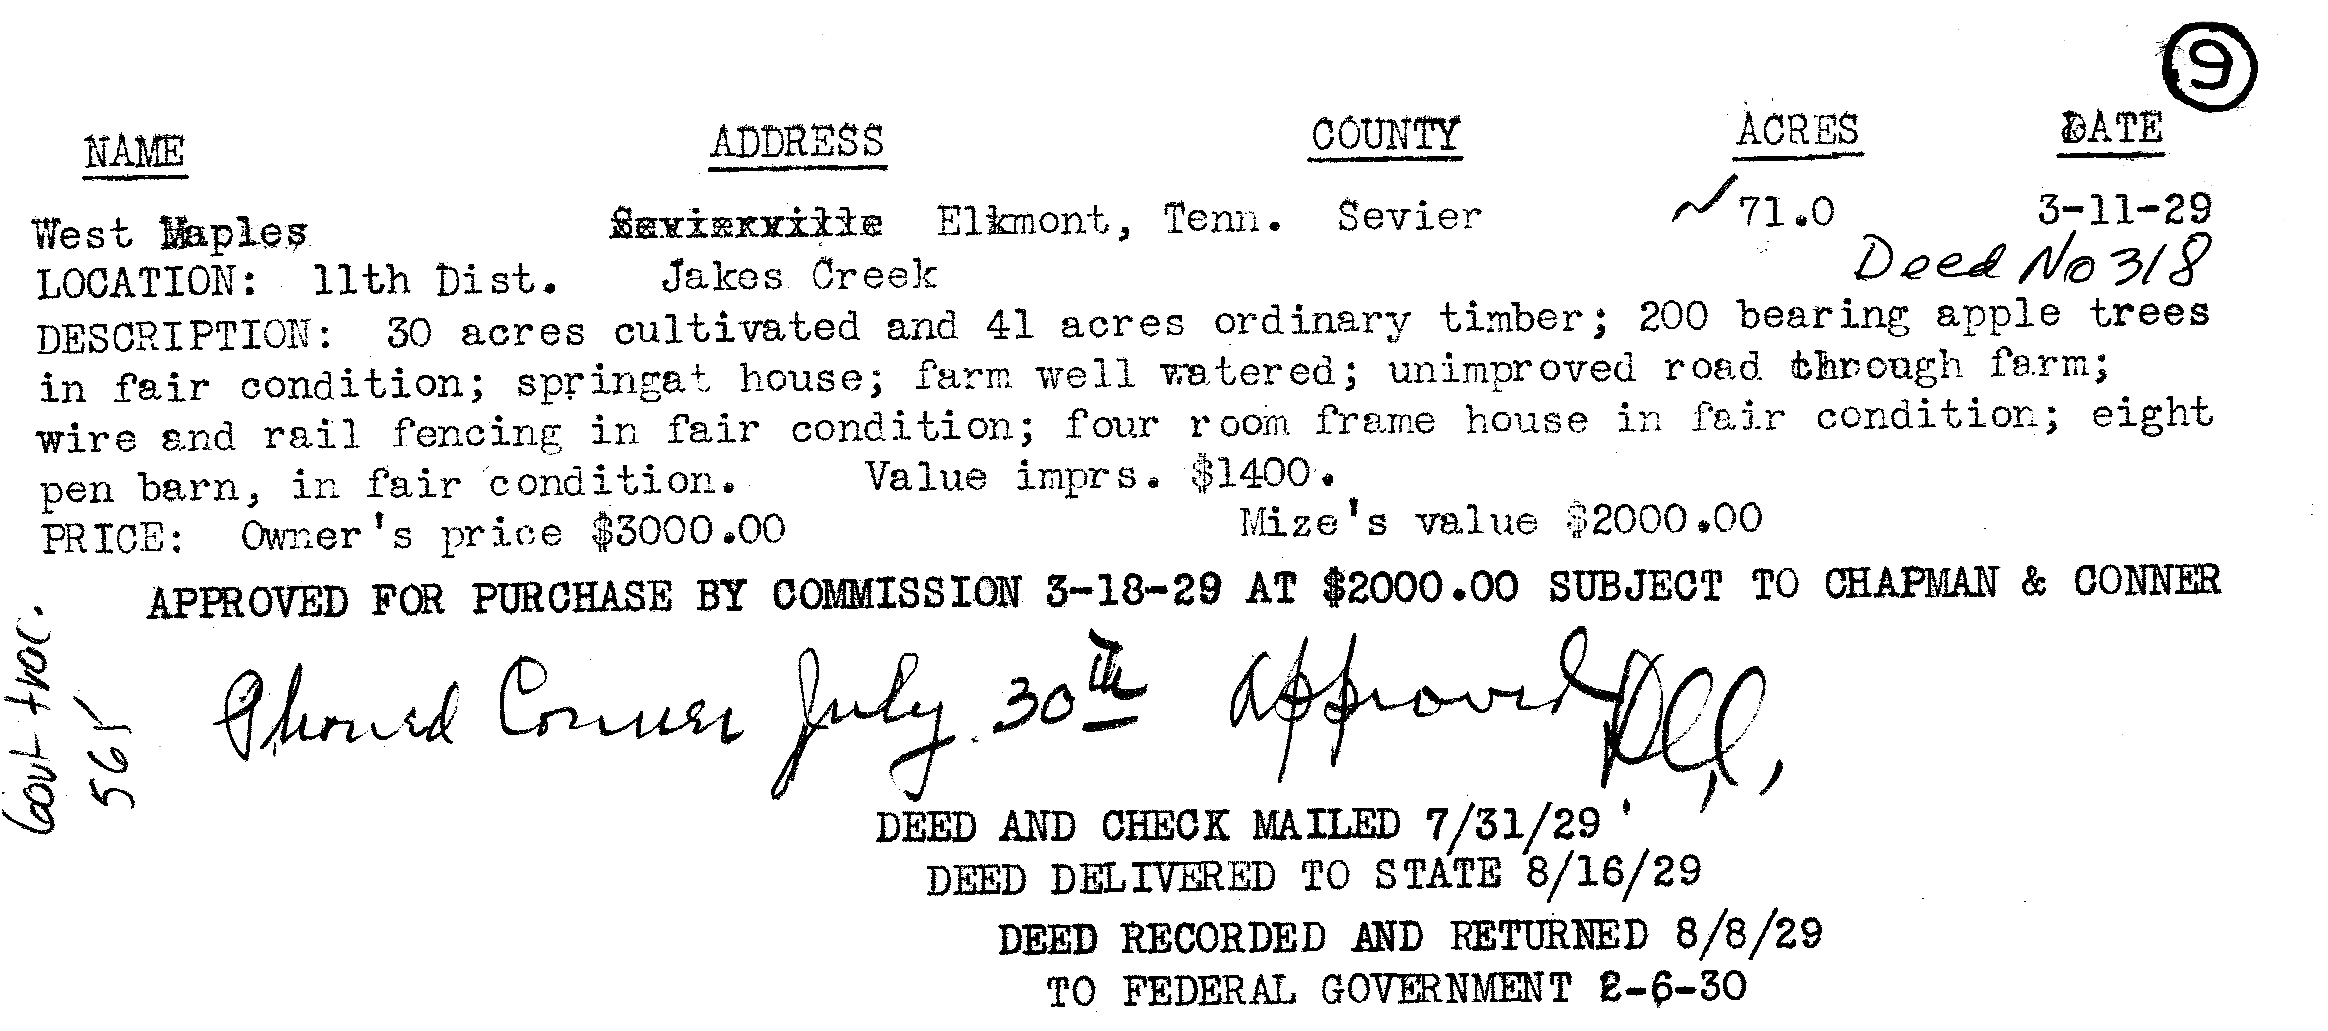 9
NAME ADDRESS COUNTY ACRES DATE
West Maples Sevierville Elkmont, Tenn. Sevier ✓71.0 3-11-29
Deed No 318
LOCATION: 11th Dist. Jakes Creek
DESCRIPTION: 30 acres cultivated and 41 acres ordinary timber; 200 bearing apple trees
in fair condition; springat house; farm well watered; unimproved road through farm;
wire and rail fencing in fair condition; four room frame house in fair condition; eight
pen barn, in fair condition. Value imprs. $1400.
PRICE: Owner's price $3000.00 Mize's value $2000.00
APPROVED FOR PURCHASE BY COMMISSION 3-18-29 AT $2000.00 SUBJECT TO CHAPMAN & CONNER
Phoned Conner July 30th Approved
DEED AND CHECK MAILED 7/31/29
DEED DELIVERED TO STATE 8/16/29
DEED RECORDED AND RETURNED 8/8/29
TO FEDERAL GOVERNMENT 2-6-30
Govt trac.
561